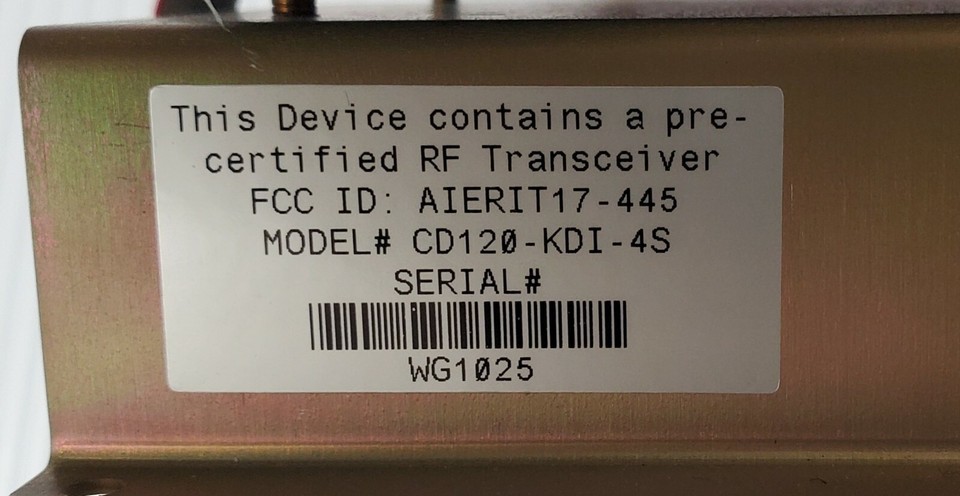 This Device contains a pre-
certified RF Transceiver
FCC ID: AIERIT17-445
MODEL# CD120-KDI-4S
SERIAL#
WG1025